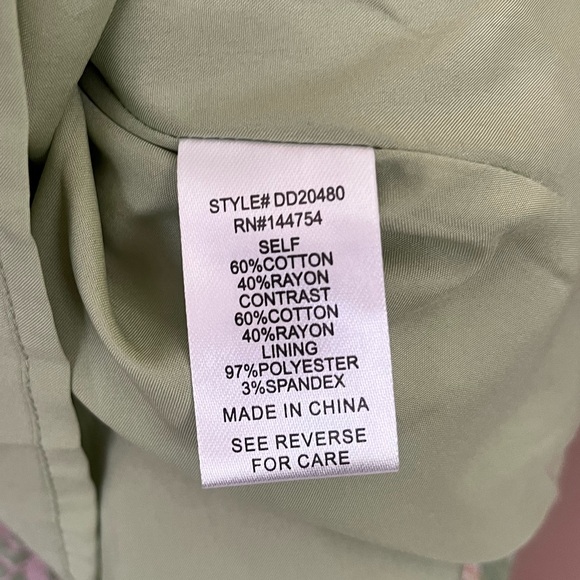 STYLE# DD20480
RN#144754
SELF
60%COTTON
40%RAYON
CONTRAST
60%COTTON
40%RAYON
LINING
97%POLYESTER
3%SPANDEX
MADE IN CHINA
SEE REVERSE
FOR CARE